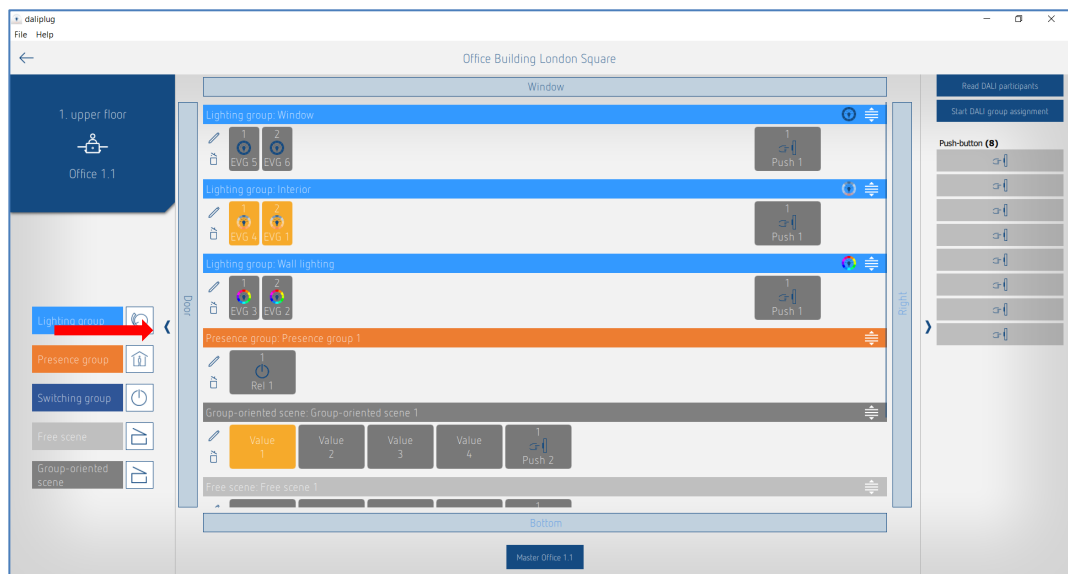 daliplug
File Help
Office Building London Square
1. upper floor
Office 1.1
Lighting group
Presence group
Switching group
Free scene
Group-oriented
scene
Window
Door
Right
Bottom
Lighting group: Window
1 2 1
EVG 5 EVG 6 Push 1
Lighting group: Interior
1 2 1
EVG 4 EVG 1 Push 1
Lighting group: Wall lighting
1 2 1
EVG 3 EVG 2 Push 1
Presence group: Presence group 1
1
Rel 1
Group-oriented scene: Group-oriented scene 1
Value Value Value Value 1
1 2 3 4 Push 2
Free scene: Free scene 1
1
Master Office 1.1
Read DALI participants
Start DALI group assignment
Push-button (8)